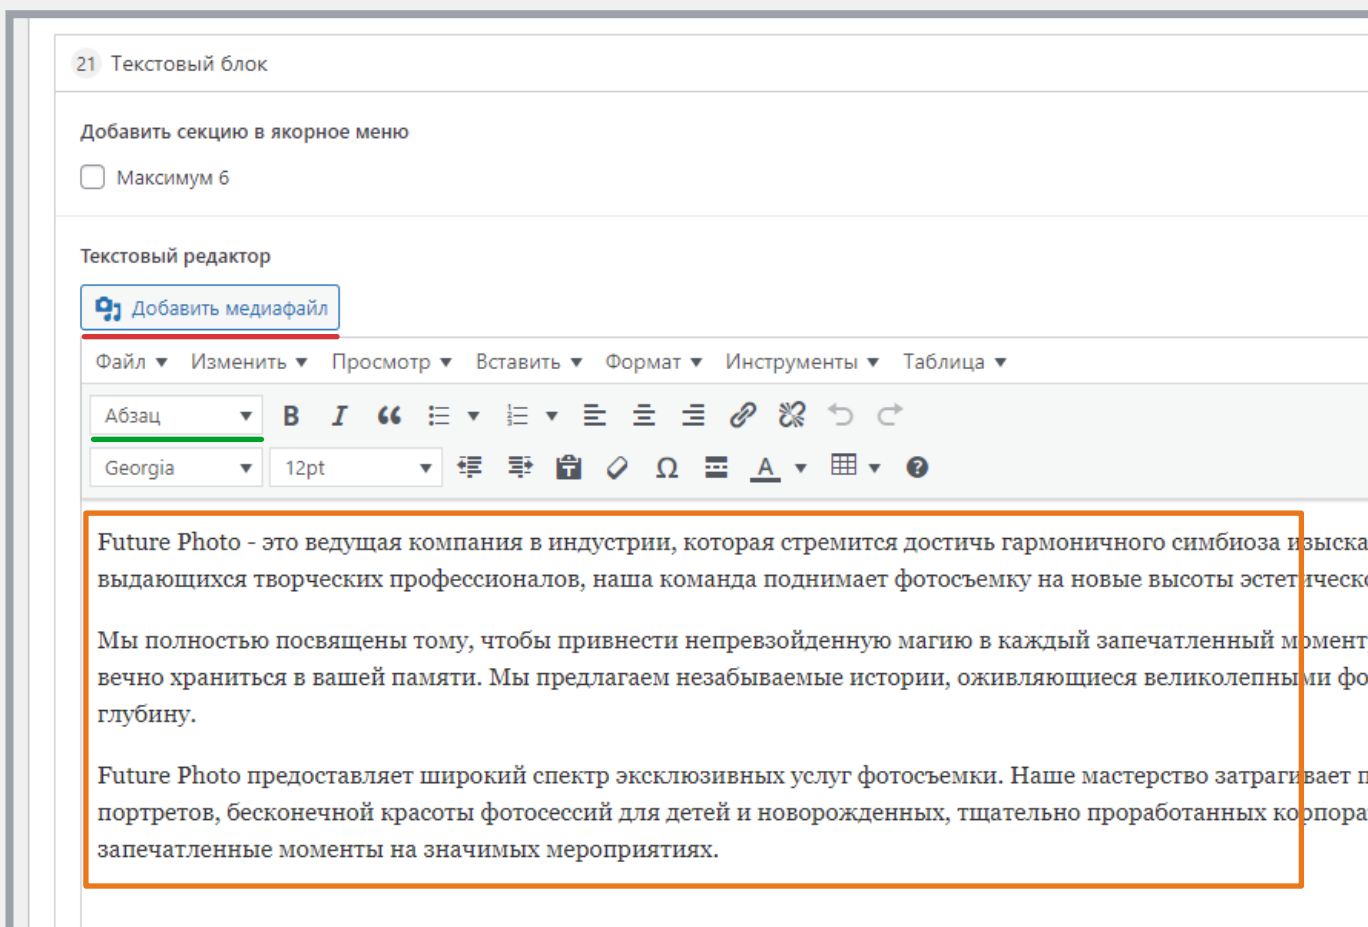 21 Текстовый блок
Добавить секцию в якорное меню
Максимум 6
Текстовый редактор
Добавить медиафайл
Файл Изменить Просмотр Вставить Формат Инструменты Таблица
Абзац B I
Georgia 12pt Ω A
Future Photo - это ведущая компания в индустрии, которая стремится достичь гармоничного симбиоза
выдающихся творческих профессионалов, наша команда поднимает фотосъемку на новые высоты
Мы полностью посвящены тому, чтобы привнести непревзойденную магию в каждый запечатленный момент
вечно храниться в вашей памяти. Мы предлагаем незабываемые истории, оживляющиеся великолепными
глубину.
Future Photo предоставляет широкий спектр эксклюзивных услуг фотосъемки. Наше мастерство затрагивает
портретов, бесконечной красоты фотосессий для детей и новорожденных, тщательно проработанных
запечатленные моменты на значимых мероприятиях.